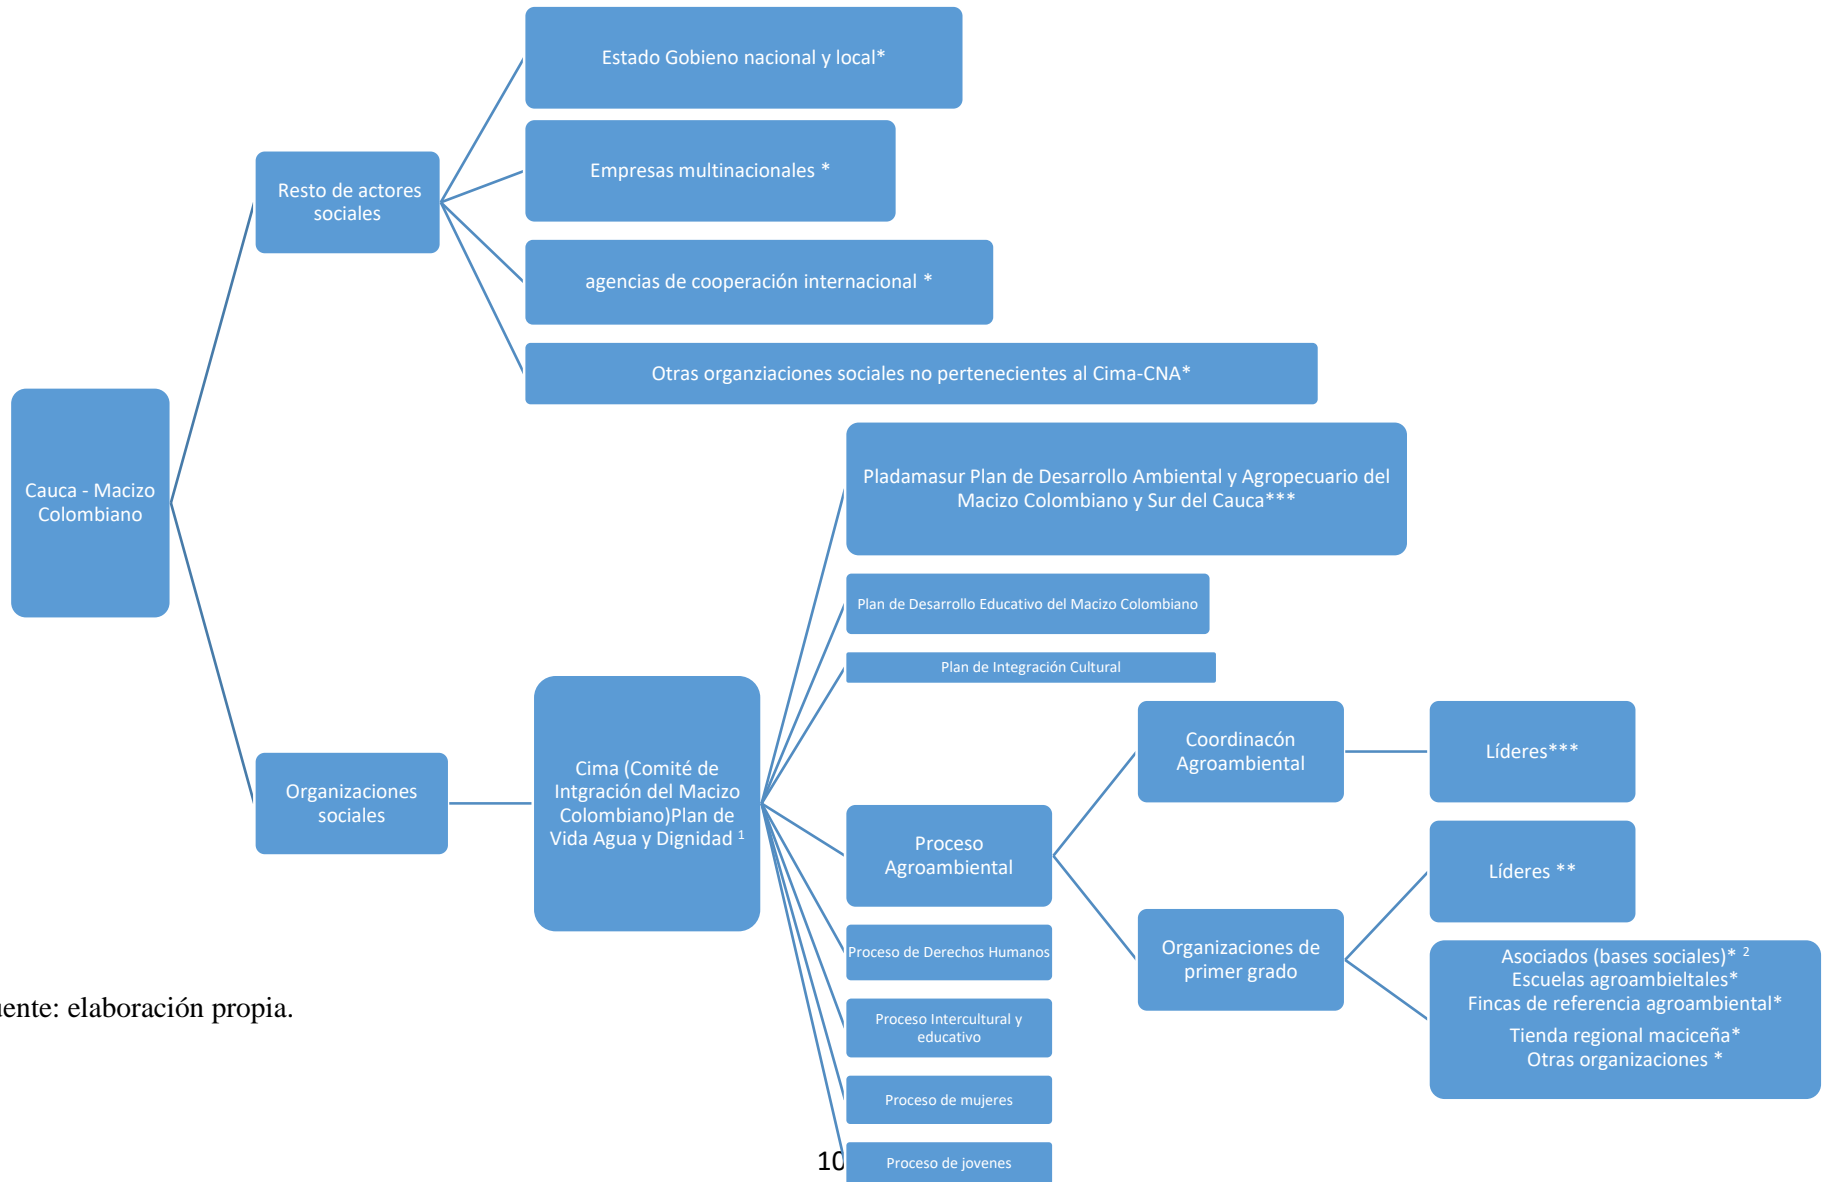 Estado Gobieno nacional y local*
Empresas multinacionales *
Resto de actores
sociales
agencias de cooperación internacional *
Otras organziaciones sociales no pertenecientes al Cima-CNA*
Cauca - Macizo
Colombiano
Pladamasur Plan de Desarrollo Ambiental y Agropecuario del
Macizo Colombiano y Sur del Cauca***
Plan de Desarrollo Educativo del Macizo Colombiano
Plan de Integración Cultural
Organizaciones
sociales
Cima (Comité de
Intgración del Macizo
Colombiano)Plan de
Vida Agua y Dignidad ¹
Coordinacón
Agroambiental
Líderes***
Proceso
Agroambiental
Líderes **
Organizaciones de
primer grado
Asociados (bases sociales)* ²
Escuelas agroambieltales*
Fincas de referencia agroambiental*
Tienda regional maciceña*
Otras organizaciones *
Proceso de Derechos Humanos
Proceso Intercultural y
educativo
Proceso de mujeres
Proceso de jovenes
uente: elaboración propia.
10